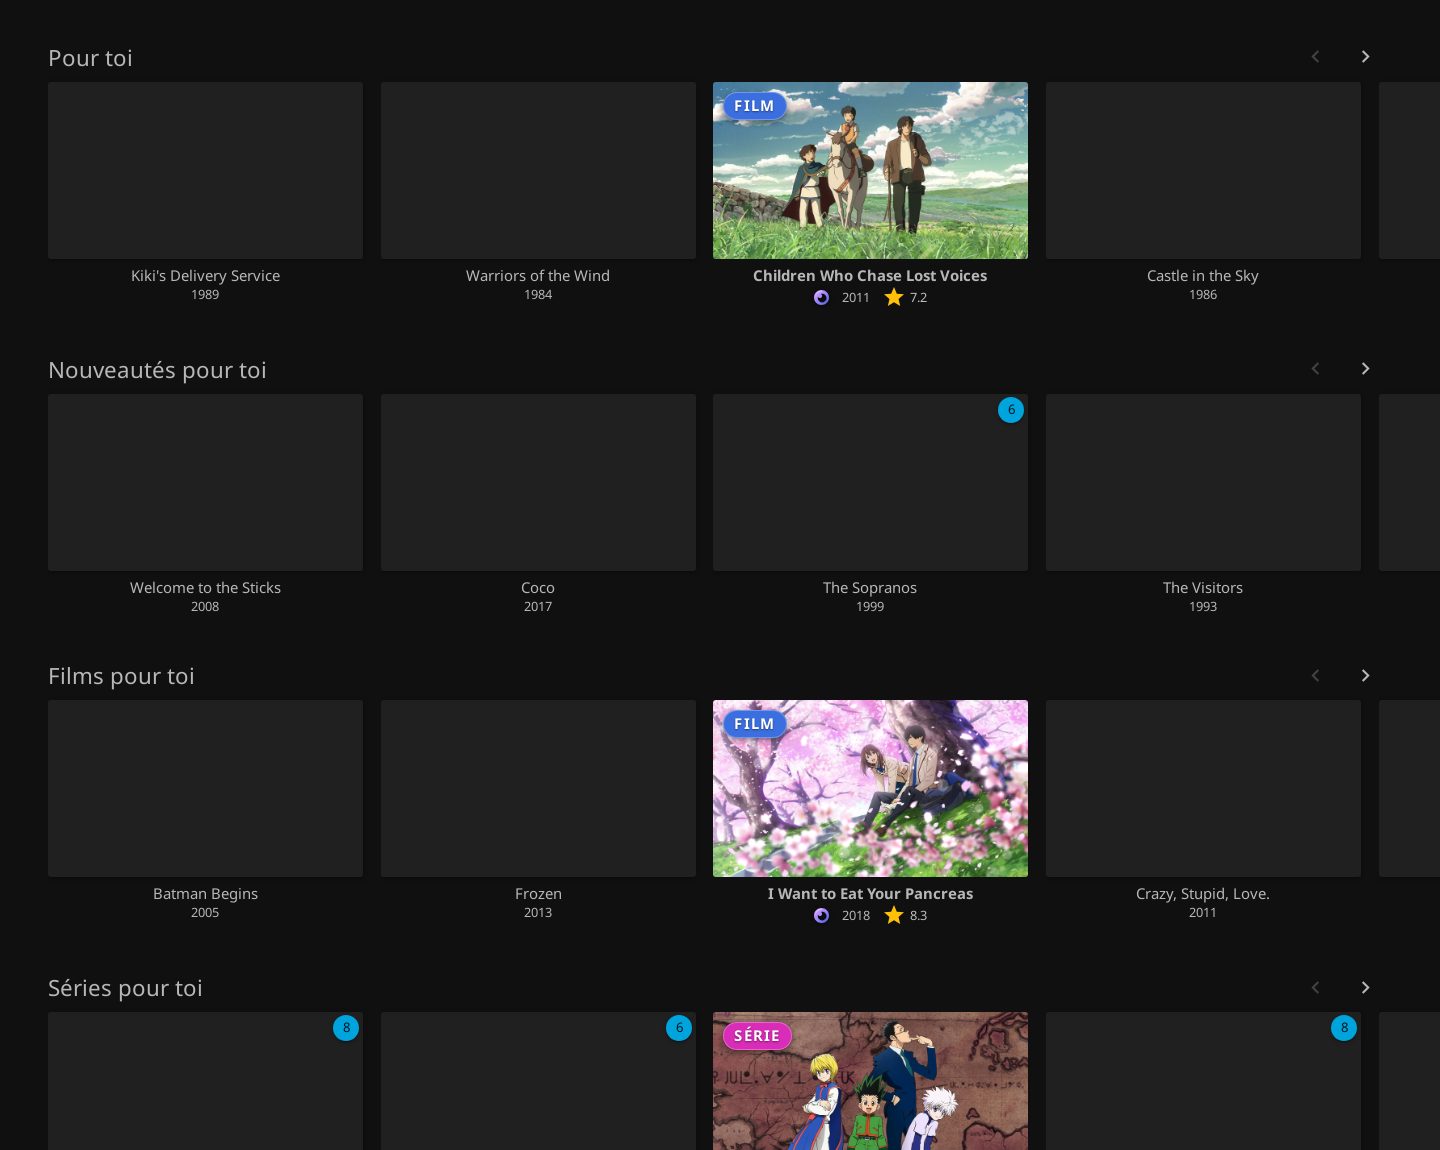 Pour toi
FILM
Kiki's Delivery Service
1989
Warriors of the Wind
1984
Children Who Chase Lost Voices
2011 7.2
Castle in the Sky
1986
Nouveautés pour toi
6
Welcome to the Sticks
2008
Coco
2017
The Sopranos
1999
The Visitors
1993
Films pour toi
FILM
Batman Begins
2005
Frozen
2013
I Want to Eat Your Pancreas
2018 8.3
Crazy, Stupid, Love.
2011
Séries pour toi
8
6
SÉRIE
8